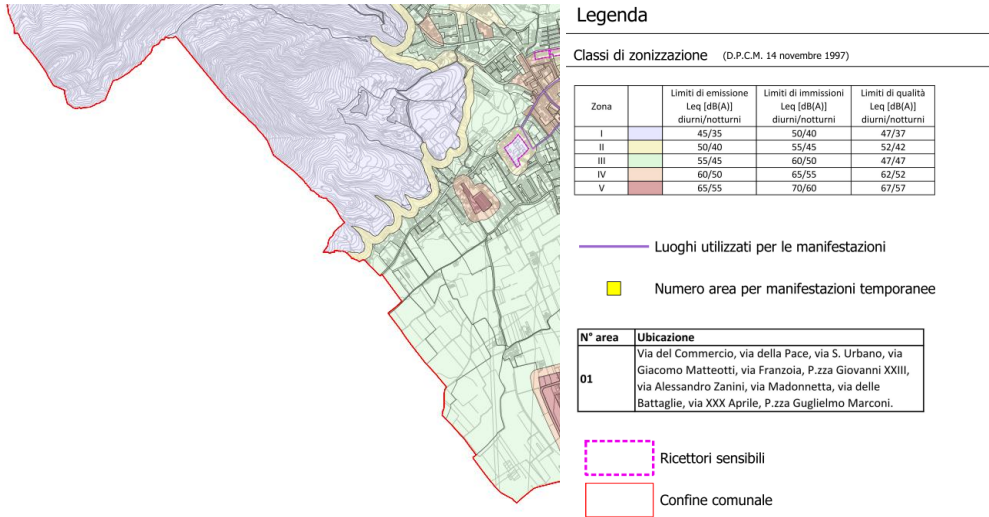 Legenda
Classi di zonizzazione (D.P.C.M. 14 novembre 1997)
Zona
Limiti di emissione
Leq [dB(A)]
diurni/notturni
Limiti di immissioni
Leq [dB(A)]
diurni/notturni
Limiti di qualità
Leq [dB(A)]
diurni/notturni
I 45/35 50/40 47/37
II 50/40 55/45 52/42
III 55/45 60/50 47/47
IV 60/50 65/55 62/52
V 65/55 70/60 67/57
Luoghi utilizzati per le manifestazioni
Numero area per manifestazioni temporanee
N° area Ubicazione
01
Via del Commercio, via della Pace, via S. Urbano, via
Giacomo Matteotti, via Franzoia, P.zza Giovanni XXIII,
via Alessandro Zanini, via Madonnetta, via delle
Battaglie, via XXX Aprile, P.zza Guglielmo Marconi.
Ricettori sensibili
Confine comunale